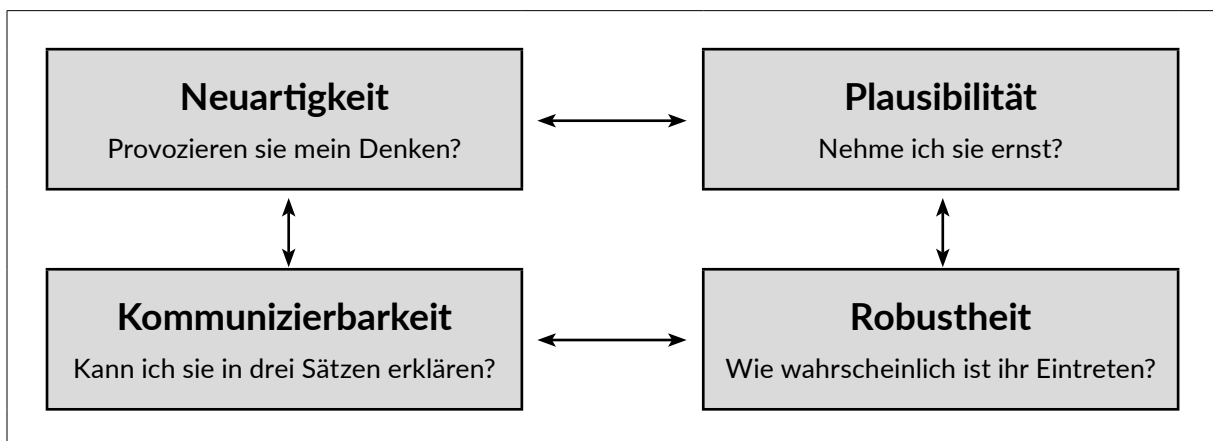 Neuartigkeit
Provozieren sie mein Denken?
Plausibilität
Nehme ich sie ernst?
Kommunizierbarkeit
Kann ich sie in drei Sätzen erklären?
Robustheit
Wie wahrscheinlich ist ihr Eintreten?